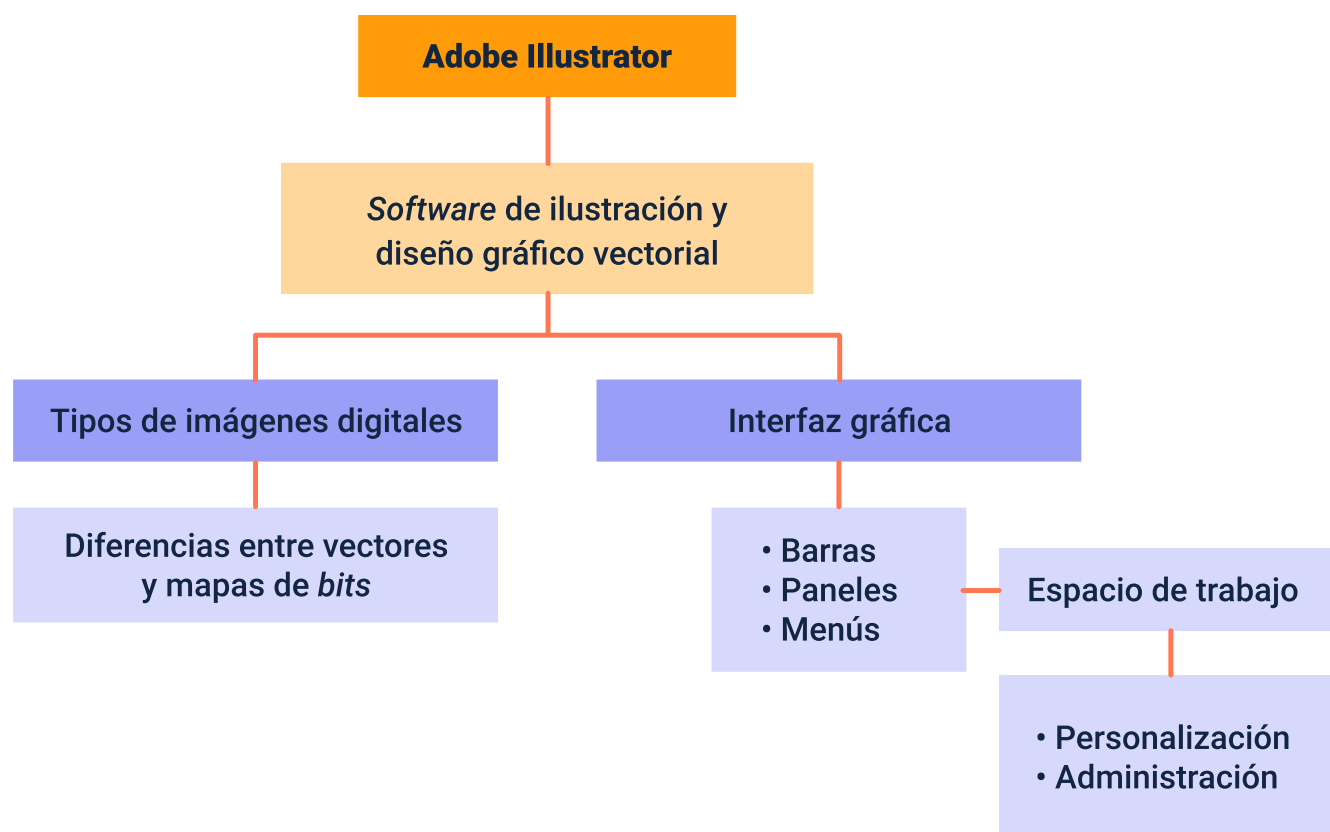 Adobe Illustrator
Software de ilustración y
diseño gráfico vectorial
Tipos de imágenes digitales
Interfaz gráfica
Diferencias entre vectores
y mapas de bits
• Barras
• Paneles
• Menús
Espacio de trabajo
• Personalización
• Administración